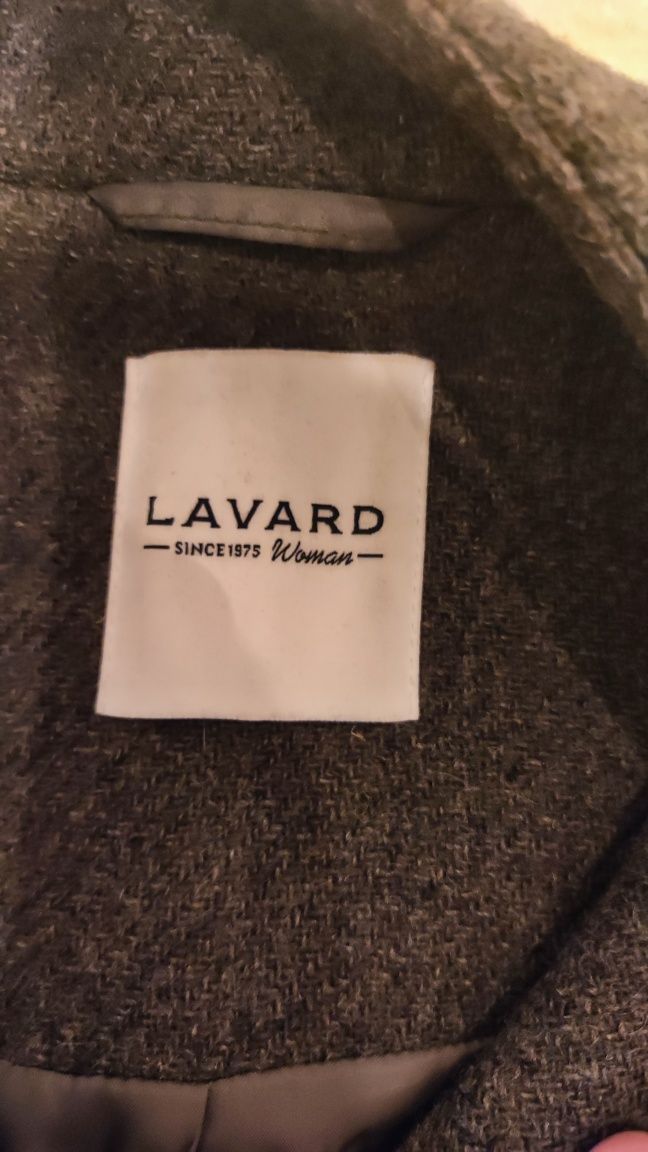 LAVARD
— SINCE 1975 Woman —